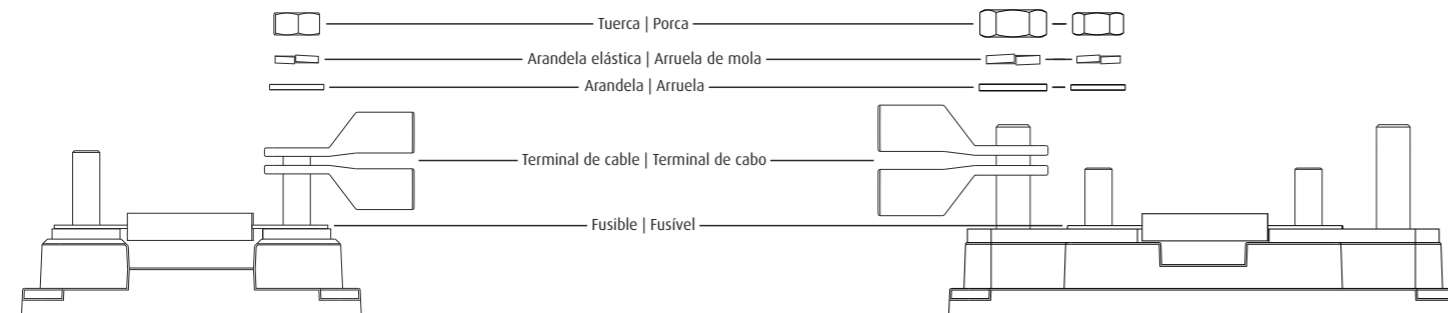 Tuerca | Porca
Arandela elástica | Arruela de mola
Arandela | Arruela
Terminal de cable | Terminal de cabo
Fusible | Fusível